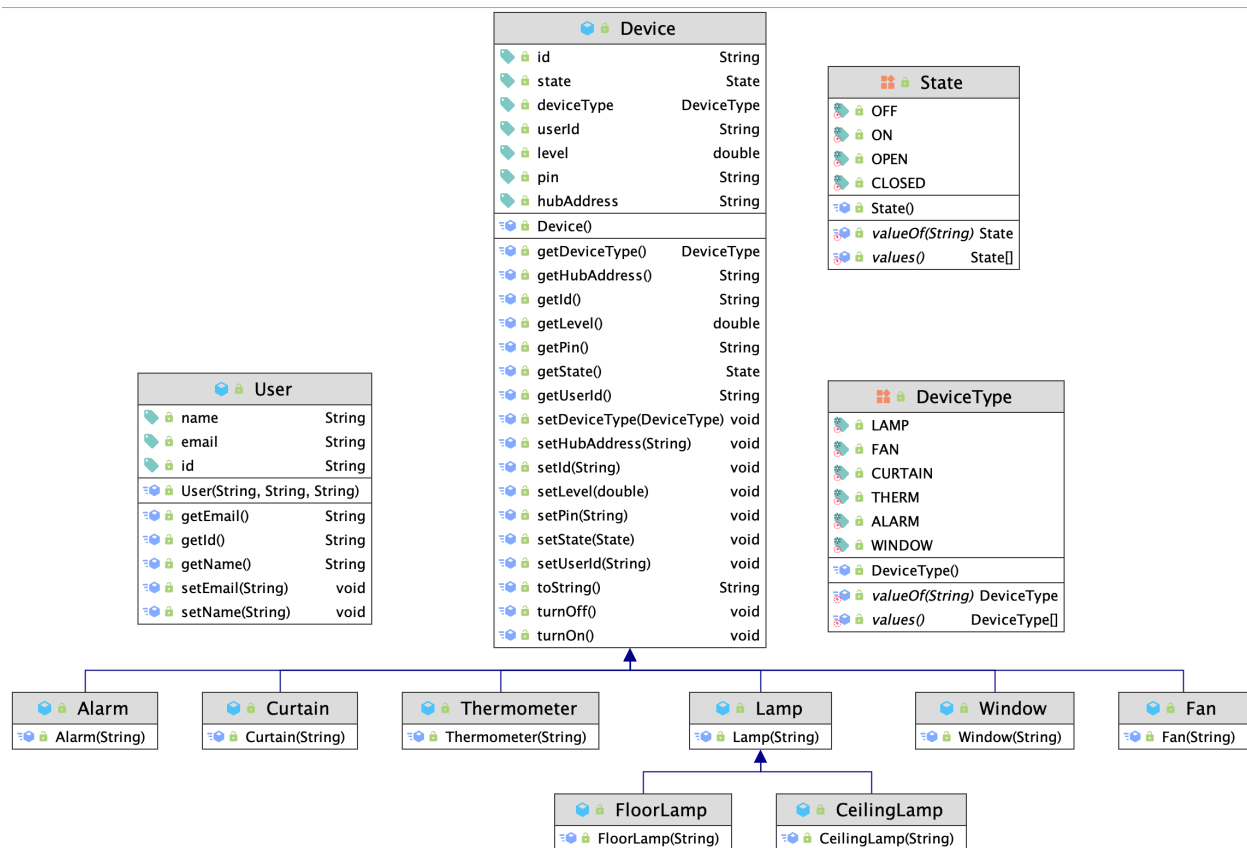 Device
id String
state State
deviceType DeviceType
userId String
level double
pin String
hubAddress String
Device()
getDeviceType() DeviceType
getHubAddress() String
getId() String
getLevel() double
getPin() String
getState() State
getUserId() String
setDeviceType(DeviceType) void
setHubAddress(String) void
setId(String) void
setLevel(double) void
setPin(String) void
setState(State) void
setUserId(String) void
toString() String
turnOff() void
turnOn() void
State
OFF
ON
OPEN
CLOSED
State()
valueOf(String) State
values() State[]
User
name String
email String
id String
User(String, String, String)
getEmail() String
getId() String
getName() String
setEmail(String) void
setName(String) void
DeviceType
LAMP
FAN
CURTAIN
THERM
ALARM
WINDOW
DeviceType()
valueOf(String) DeviceType
values() DeviceType[]
Alarm
Alarm(String)
Curtain
Curtain(String)
Thermometer
Thermometer(String)
Lamp
Lamp(String)
Window
Window(String)
Fan
Fan(String)
FloorLamp
FloorLamp(String)
CeilingLamp
CeilingLamp(String)